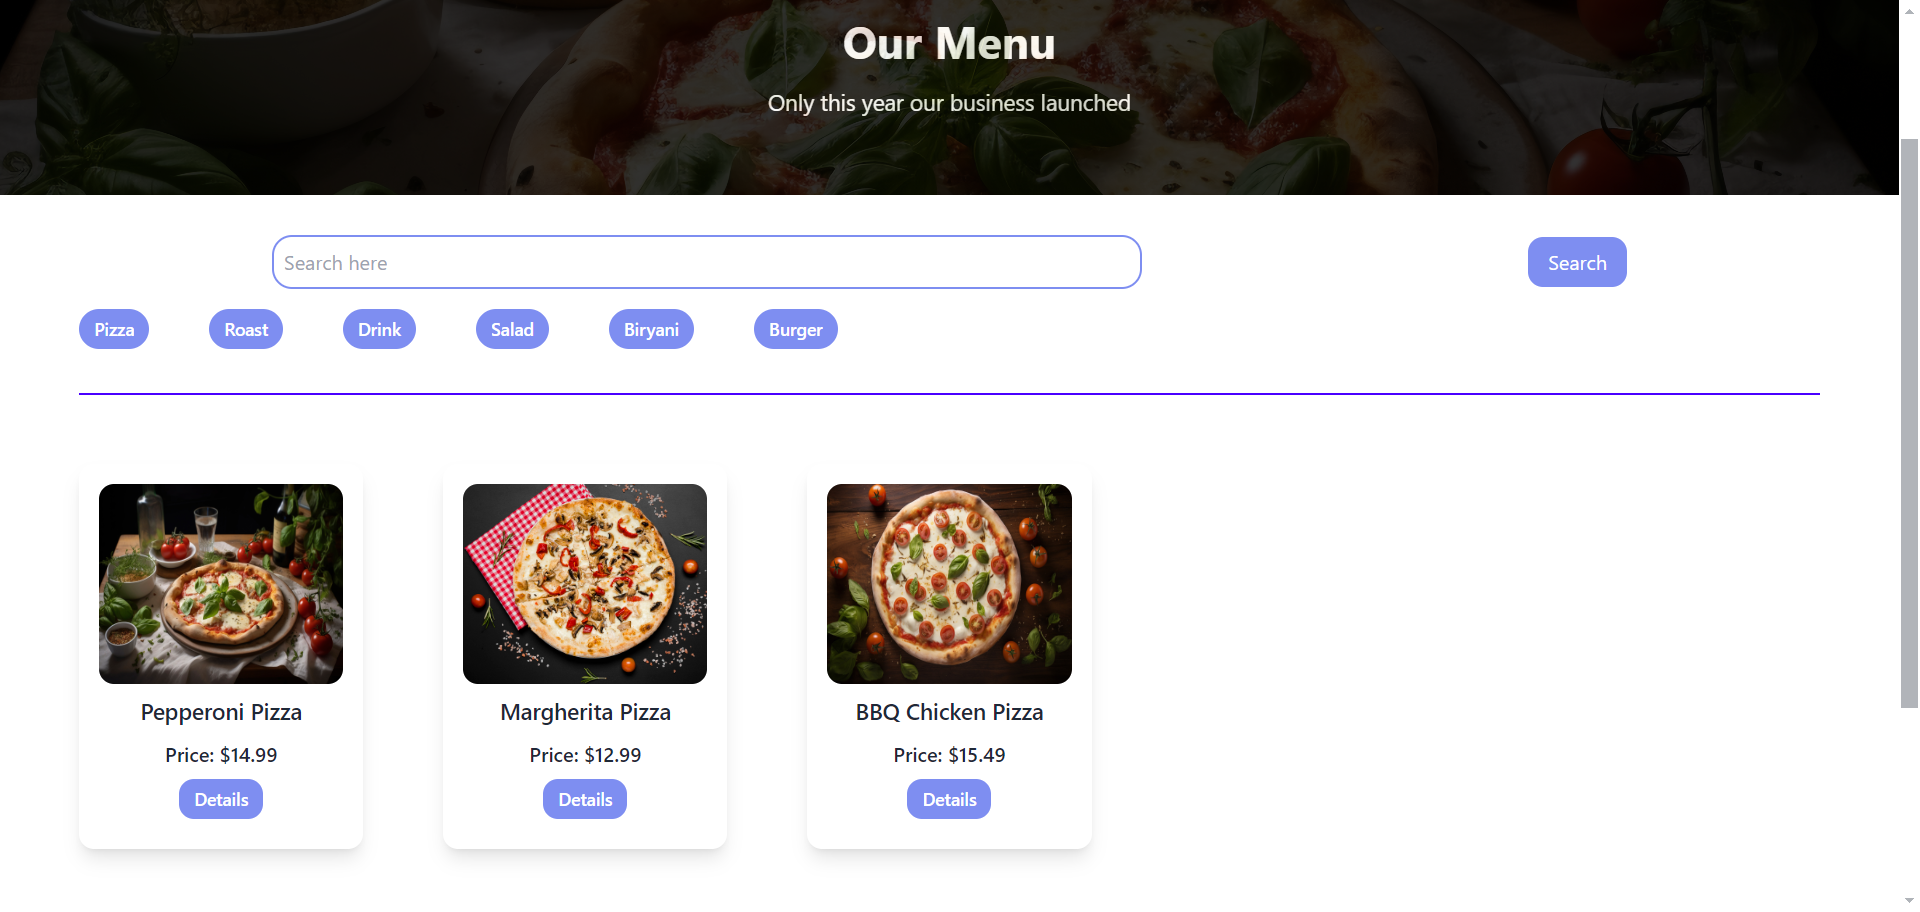 Our Menu
Only this year our business launched
Search here
Search
Pizza Roast Drink Salad Biryani Burger
Pepperoni Pizza
Price: $14.99
Details
Margherita Pizza
Price: $12.99
Details
BBQ Chicken Pizza
Price: $15.49
Details